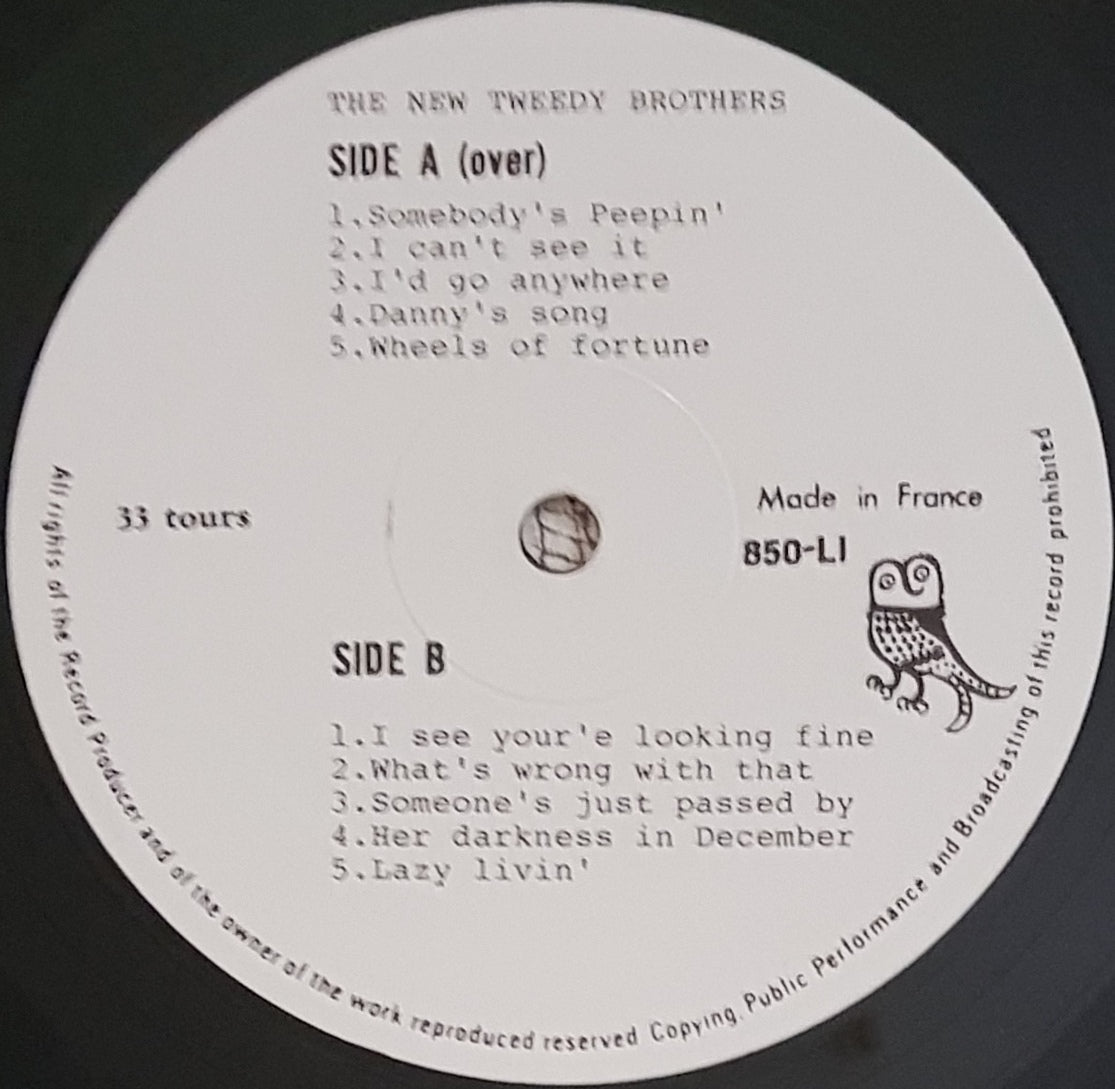 THE NEW TWEEDY BROTHERS
SIDE A (over)
1.Somebody's Peepin'
2.I can't see it
3.I'd go anywhere
4.Danny's song
5.Wheels of fortune
33 tours
Made in France
850-LI
SIDE B
1.I see your'e looking fine
2.What's wrong with that
3.Someone's just passed by
4.Her darkness in December
5.Lazy livin'
All rights of the Record Producer and of the owner of the work reproduced reserved Copying. Public Performance and Broadcasting of this record prohibited